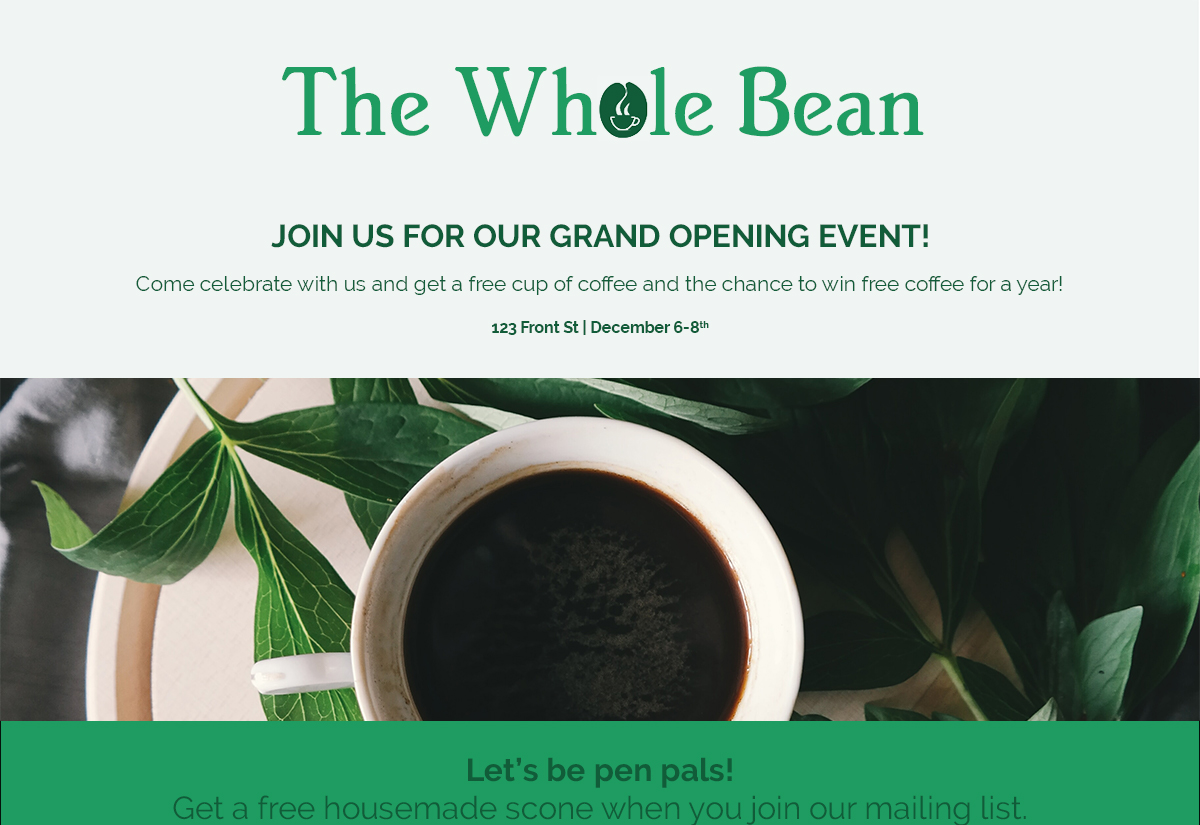 The Whole Bean
JOIN US FOR OUR GRAND OPENING EVENT!
Come celebrate with us and get a free cup of coffee and the chance to win free coffee for a year!
123 Front St | December 6-8th
Let’s be pen pals!
Get a free housemade scone when you join our mailing list.